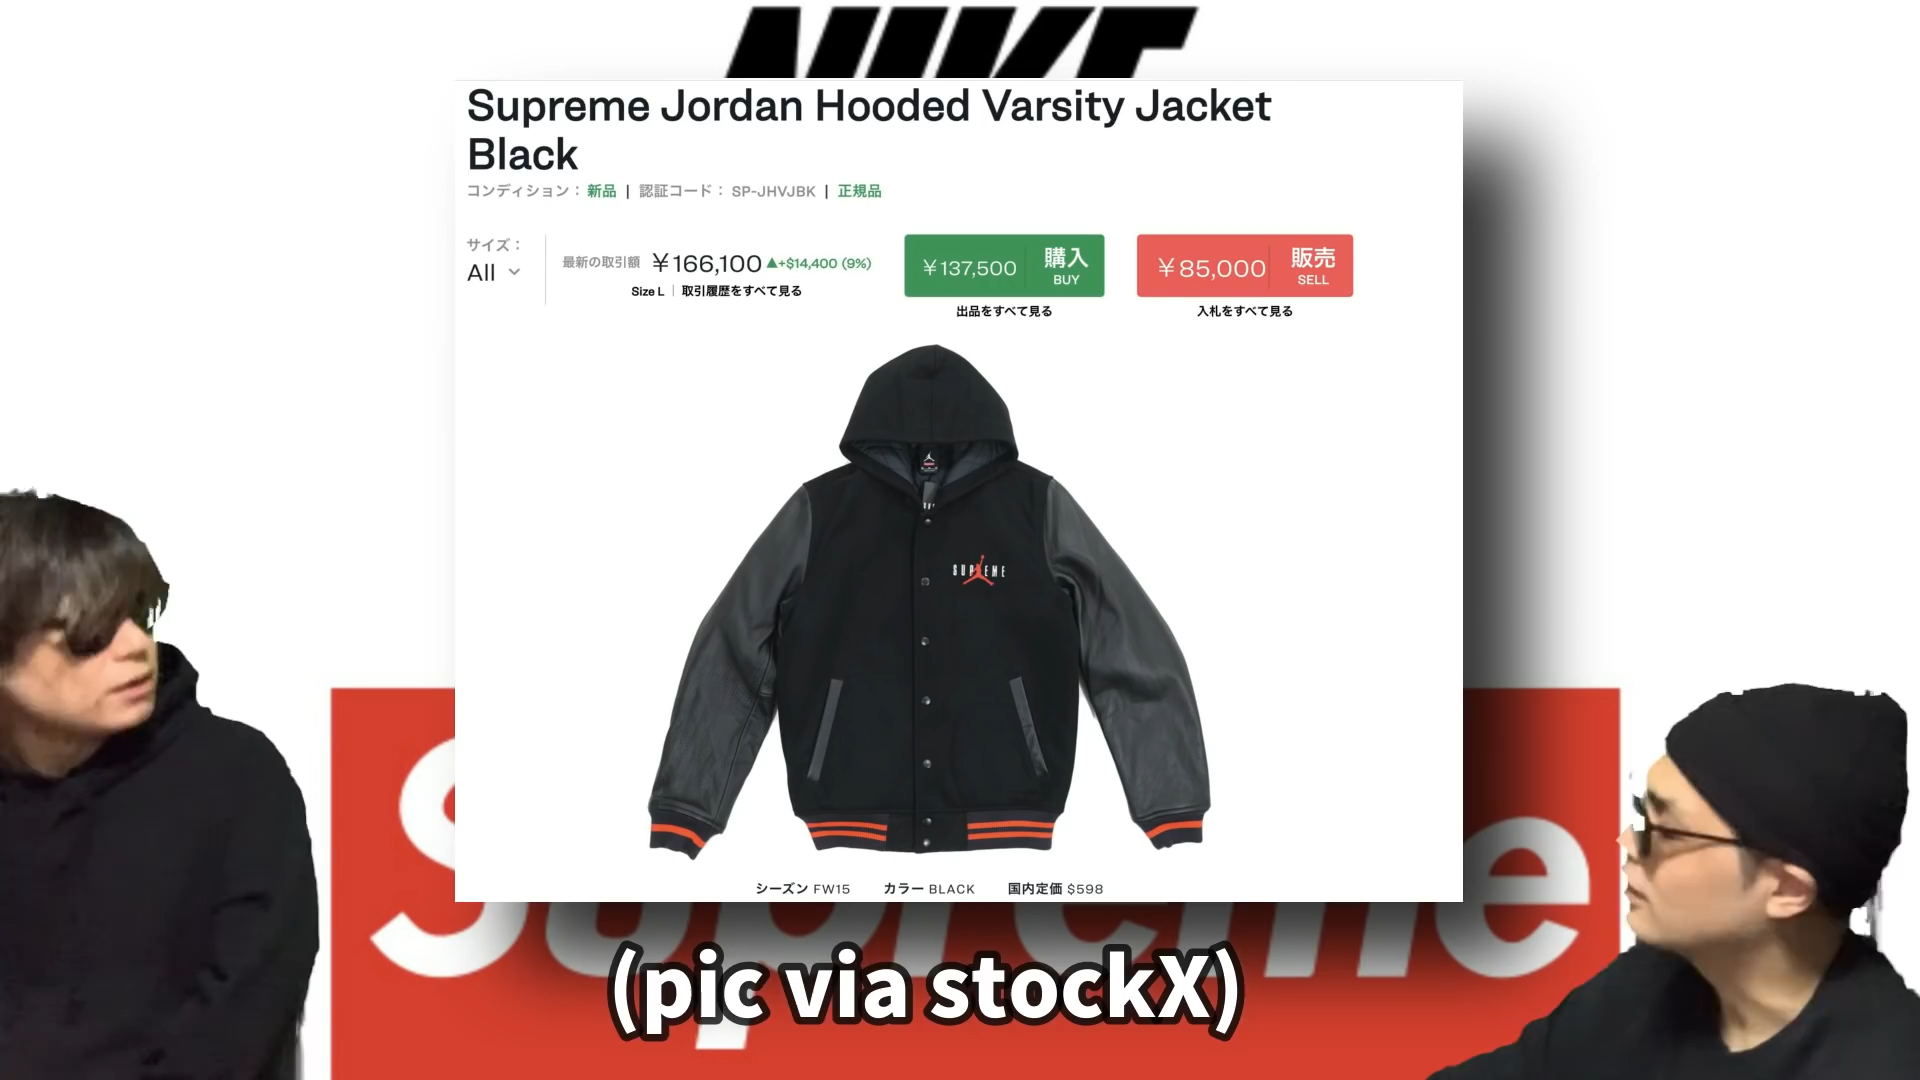 NIKE
Supreme Jordan Hooded Varsity Jacket
Black
コンディション： 新品 | 認証コード： SP-JHVJBK | 正規品
サイズ：
All
最新の取引額 ￥166,100 ▲+$14,400 (9%)
Size L | 取引履歴をすべて見る
￥137,500 購入
BUY
出品をすべて見る
￥85,000 販売
SELL
入札をすべて見る
SUPREME
シーズン FW15 カラー BLACK 国内定価 $598
Supreme
(pic via stockX)